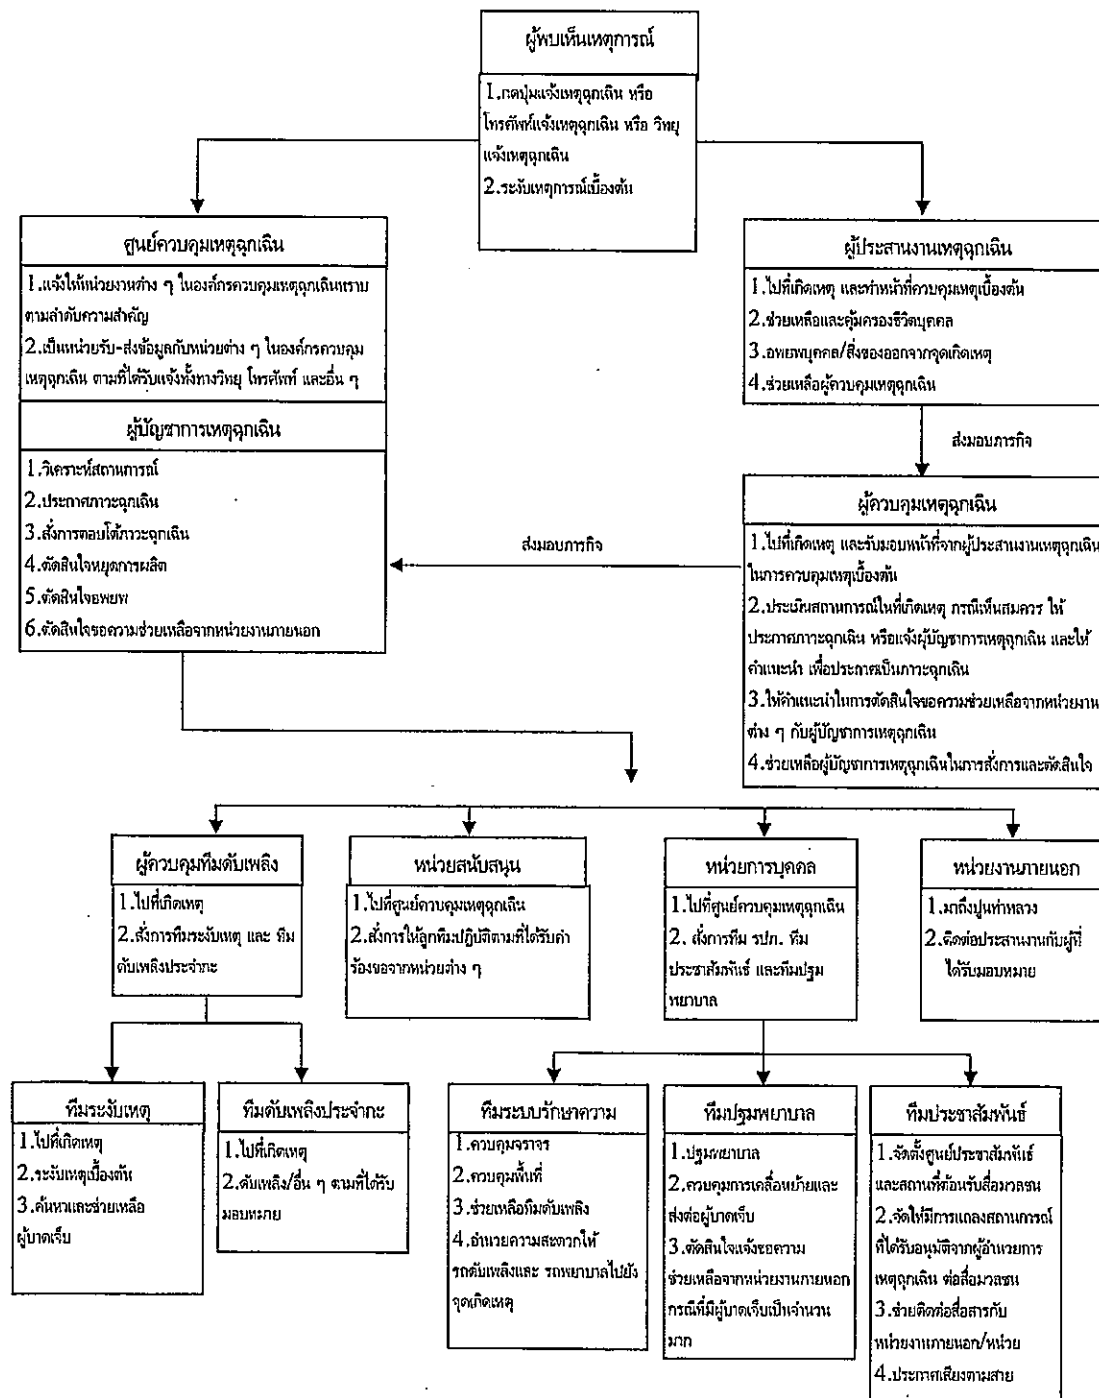 ผู้พบเห็นเหตุการณ์
1.กดปุ่มแจ้งเหตุฉุกเฉิน หรือ
โทรศัพท์แจ้งเหตุฉุกเฉิน หรือ วิทยุ
แจ้งเหตุฉุกเฉิน
2.ระงับเหตุการณ์เบื้องต้น
ศูนย์ควบคุมเหตุฉุกเฉิน
1.แจ้งให้หน่วยงานต่าง ๆ ในองค์กรควบคุมเหตุฉุกเฉินทราบ
ตามลำดับความสำคัญ
2.เป็นหน่วยรับ-ส่งข้อมูลกับหน่วยต่าง ๆ ในองค์กรควบคุม
เหตุฉุกเฉิน ตามที่ได้รับแจ้งทั้งทางวิทยุ โทรศัพท์ และอื่น ๆ
ผู้บัญชาการเหตุฉุกเฉิน
1.วิเคราะห์สถานการณ์
2.ประกาศภาวะฉุกเฉิน
3.สั่งการตอบโต้ภาวะฉุกเฉิน
4.ตัดสินใจหยุดการผลิต
5.ตัดสินใจอพยพ
6.ตัดสินใจขอความช่วยเหลือจากหน่วยงานภายนอก
ผู้ประสานงานเหตุฉุกเฉิน
1.ไปที่เกิดเหตุ และทำหน้าที่ควบคุมเหตุเบื้องต้น
2.ช่วยเหลือและคุ้มครองชีวิตบุคคล
3.อพยพบุคคล/สิ่งของออกจากจุดเกิดเหตุ
4.ช่วยเหลือผู้ควบคุมเหตุฉุกเฉิน
ส่งมอบภารกิจ
ผู้ควบคุมเหตุฉุกเฉิน
1.ไปที่เกิดเหตุ และรับมอบหน้าที่จากผู้ประสานงานเหตุฉุกเฉิน
ในการควบคุมเหตุเบื้องต้น
2.ประเมินสถานการณ์ในที่เกิดเหตุ กรณีเห็นสมควร ให้
ประกาศภาวะฉุกเฉิน หรือแจ้งผู้บัญชาการเหตุฉุกเฉิน และให้
คำแนะนำ เพื่อประกาศเป็นภาวะฉุกเฉิน
3.ให้คำแนะนำในการตัดสินใจขอความช่วยเหลือจากหน่วยงาน
ต่าง ๆ กับผู้บัญชาการเหตุฉุกเฉิน
4.ช่วยเหลือผู้บัญชาการเหตุฉุกเฉินในการสั่งการและตัดสินใจ
ส่งมอบภารกิจ
ผู้ควบคุมทีมดับเพลิง
1.ไปที่เกิดเหตุ
2.สั่งการทีมระงับเหตุ และ ทีม
ดับเพลิงประจำกะ
หน่วยสนับสนุน
1.ไปที่ศูนย์ควบคุมเหตุฉุกเฉิน
2.สั่งการให้ลูกทีมปฏิบัติตามที่ได้รับคำ
ร้องขอจากหน่วยต่าง ๆ
หน่วยการบุคคล
1.ไปที่ศูนย์ควบคุมเหตุฉุกเฉิน
2. สั่งการทีม รปภ. ทีม
ประชาสัมพันธ์ และทีมปฐม
พยาบาล
หน่วยงานภายนอก
1.มาถึงปูนท่าหลวง
2.ติดต่อประสานงานกับผู้ที่
ได้รับมอบหมาย
ทีมระงับเหตุ
1.ไปที่เกิดเหตุ
2.ระงับเหตุเบื้องต้น
3.ค้นหาและช่วยเหลือ
ผู้บาดเจ็บ
ทีมดับเพลิงประจำกะ
1.ไปที่เกิดเหตุ
2.ดับเพลิง/อื่น ๆ ตามที่ได้รับ
มอบหมาย
ทีมระบบรักษาความ
1.ควบคุมจราจร
2.ควบคุมพื้นที่
3.ช่วยเหลือทีมดับเพลิง
4.อำนวยความสะดวกให้
รถดับเพลิงและ รถพยาบาลไปยัง
จุดเกิดเหตุ
ทีมปฐมพยาบาล
1.ปฐมพยาบาล
2.ควบคุมการเคลื่อนย้ายและ
ส่งต่อผู้บาดเจ็บ
3.ตัดสินใจแจ้งขอความ
ช่วยเหลือจากหน่วยงานภายนอก
กรณีที่มีผู้บาดเจ็บเป็นจำนวน
มาก
ทีมประชาสัมพันธ์
1.จัดตั้งศูนย์ประชาสัมพันธ์
และสถานที่ต้อนรับสื่อมวลชน
2.จัดให้มีการแถลงสถานการณ์
ที่ได้รับอนุมัติจากผู้อำนวยการ
เหตุฉุกเฉิน ต่อสื่อมวลชน
3.ช่วยติดต่อสื่อสารกับ
หน่วยงานภายนอก/หน่วย
4.ประกาศเสียงตามสาย